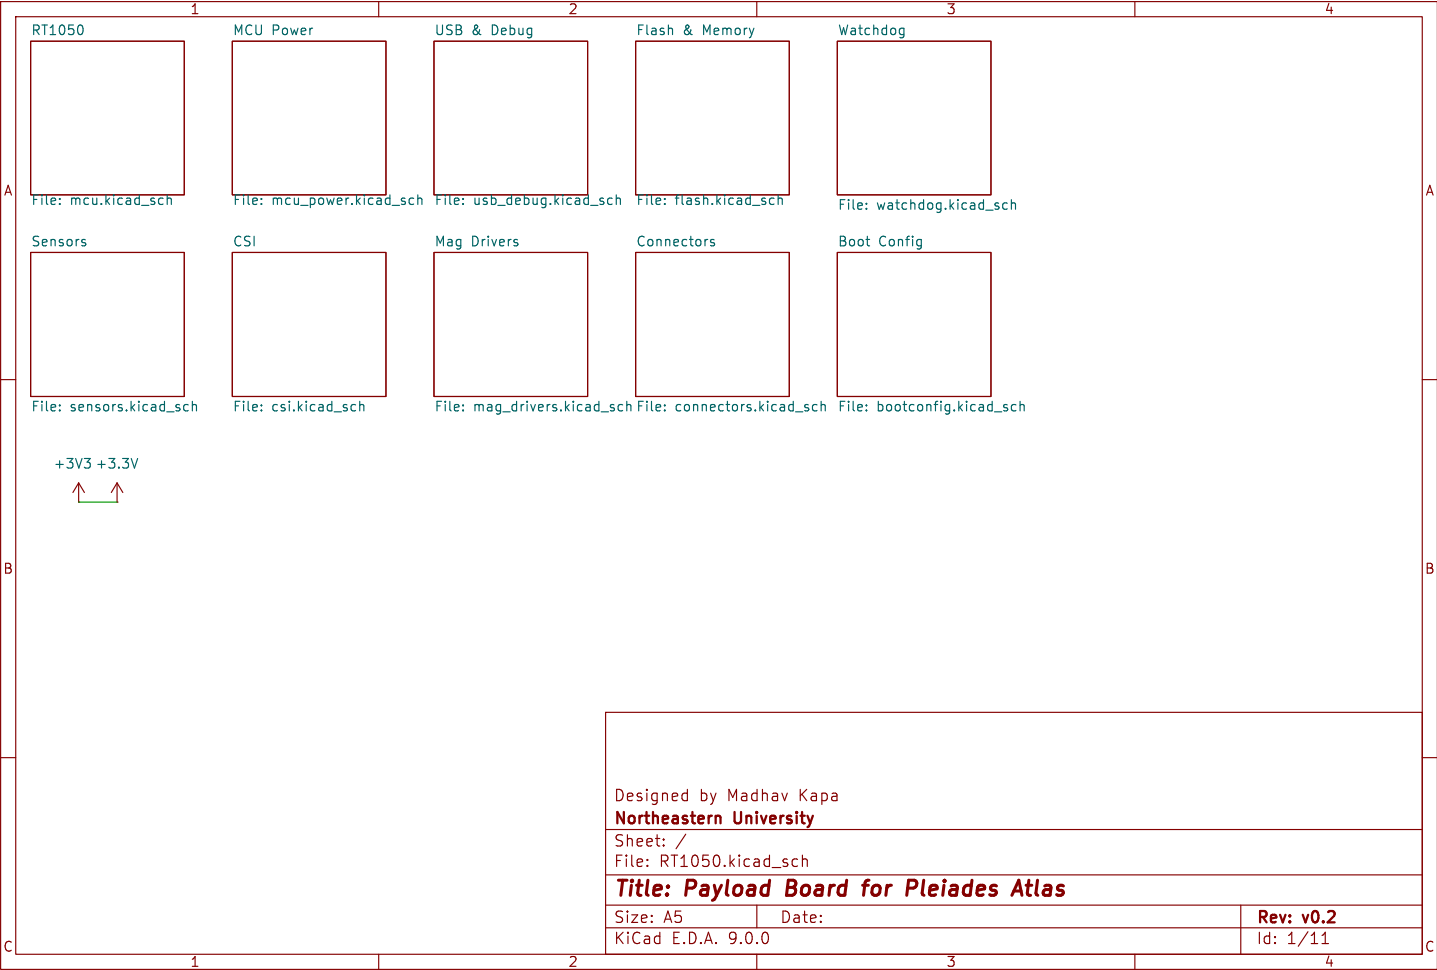 1 2 3 4
RT1050 MCU Power USB & Debug Flash & Memory Watchdog
A A
File: mcu.kicad_sch File: mcu_power.kicad_sch File: usb_debug.kicad_sch File: flash.kicad_sch File: watchdog.kicad_sch
Sensors CSI Mag Drivers Connectors Boot Config
File: sensors.kicad_sch File: csi.kicad_sch File: mag_drivers.kicad_sch File: connectors.kicad_sch File: bootconfig.kicad_sch
+3V3 +3.3V
B B
Designed by Madhav Kapa
Northeastern University
Sheet: /
File: RT1050.kicad_sch
Title: Payload Board for Pleiades Atlas
Size: A5 Date: Rev: v0.2
KiCad E.D.A. 9.0.0 Id: 1/11
C C
1 2 3 4